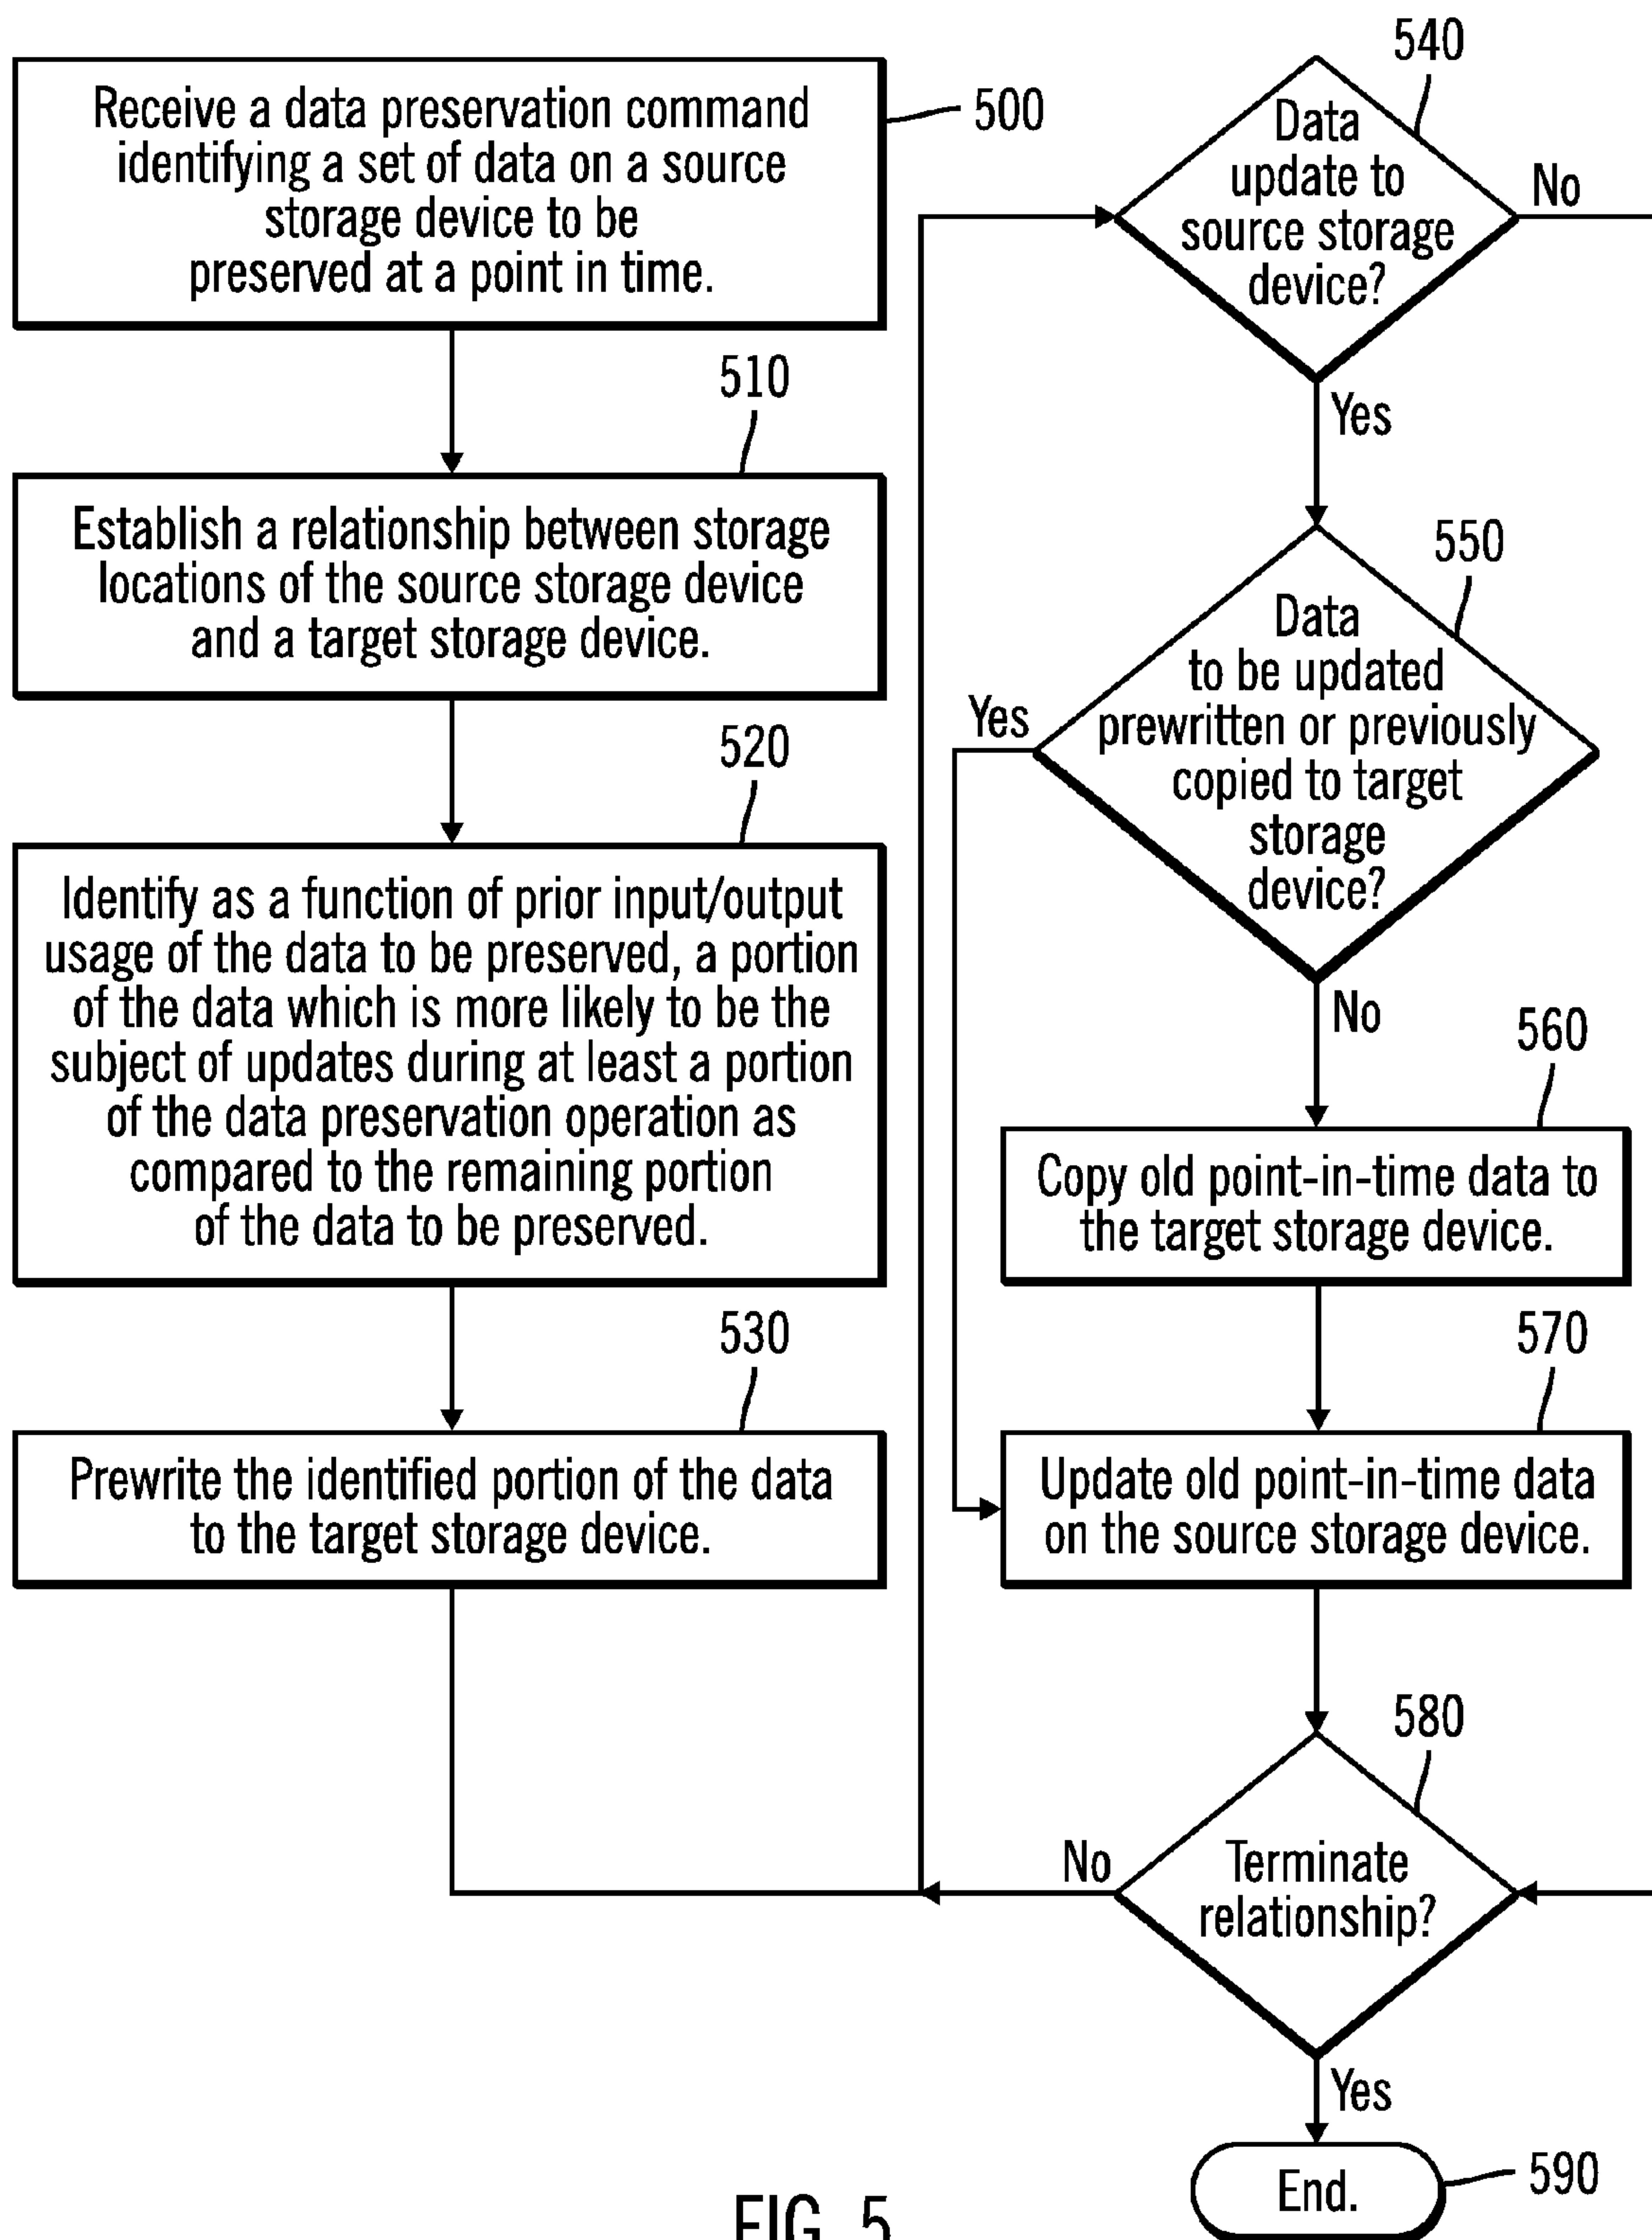 Receive a data preservation command
identifying a set of data on a source
storage device to be
preserved at a point in time.
500
510
Establish a relationship between storage
locations of the source storage device
and a target storage device.
520
Identify as a function of prior input/output
usage of the data to be preserved, a portion
of the data which is more likely to be the
subject of updates during at least a portion
of the data preservation operation as
compared to the remaining portion
of the data to be preserved.
530
Prewrite the identified portion of the data
to the target storage device.
540
Data
update to
source storage
device?
No
Yes
550
Data
to be updated
prewritten or previously
copied to target
storage
device?
Yes
No
560
Copy old point-in-time data to
the target storage device.
570
Update old point-in-time data
on the source storage device.
580
Terminate
relationship?
No
Yes
End.
590
FIG. 5